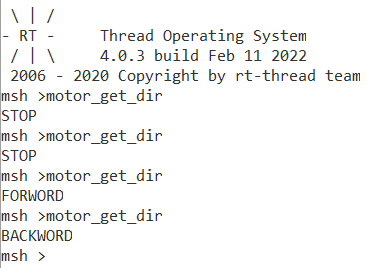 \ | /
- RT -     Thread Operating System
/ | \     4.0.3 build Feb 11 2022
2006 - 2020 Copyright by rt-thread team
msh >motor_get_dir
STOP
msh >motor_get_dir
STOP
msh >motor_get_dir
FORWORD
msh >motor_get_dir
BACKWORD
msh >